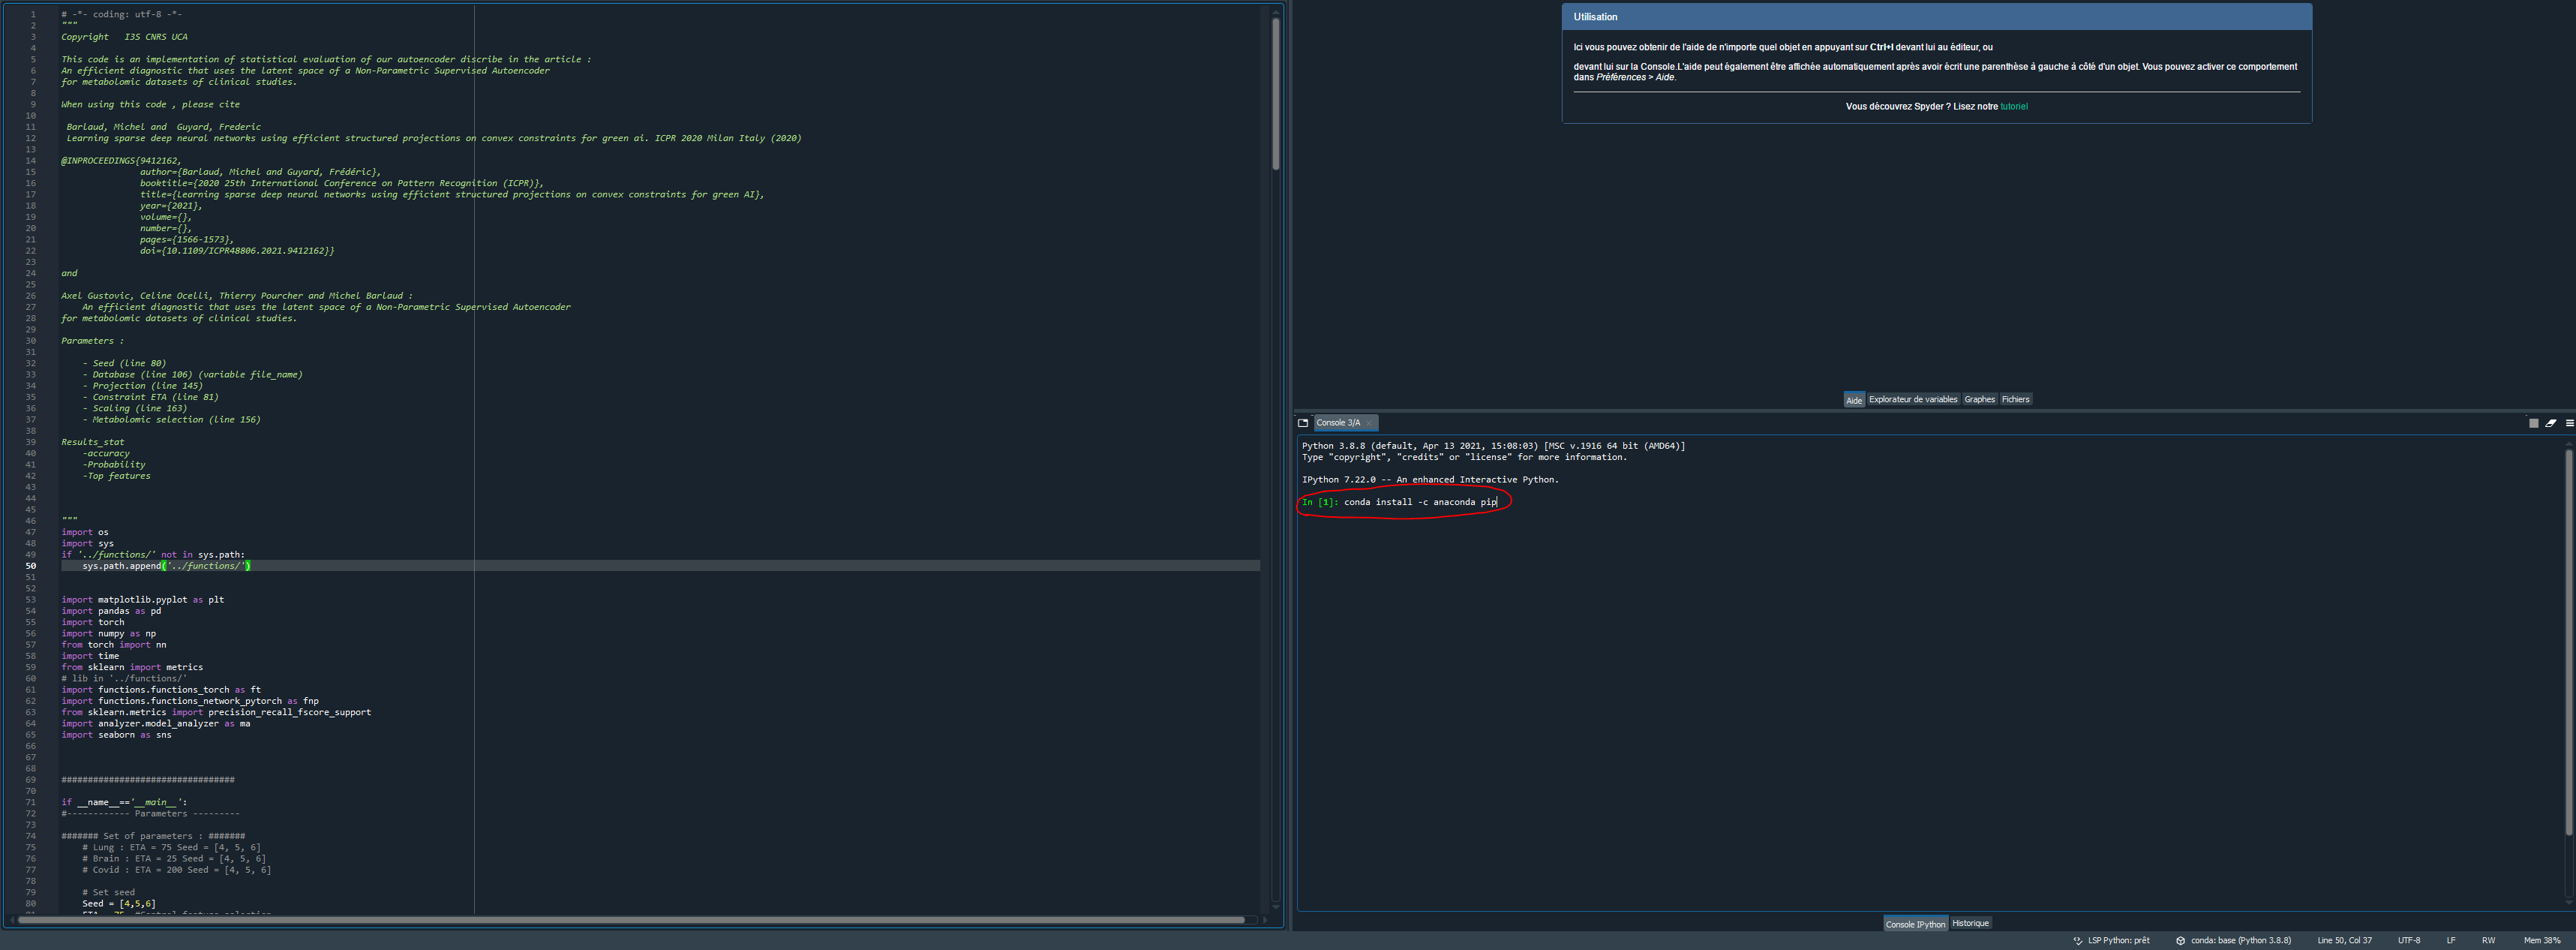 1 # -*- coding: utf-8 -*-
2 """
3 Copyright   I3S CNRS UCA
4
5 This code is an implementation of statistical evaluation of our autoencoder discribe in the article :
6 An efficient diagnostic that uses the latent space of a Non-Parametric Supervised Autoencoder
7 for metabolomic datasets of clinical studies.
8
9 When using this code , please cite
10
11  Barlaud, Michel and  Guyard, Frederic
12  Learning sparse deep neural networks using efficient structured projections on convex constraints for green ai. ICPR 2020 Milan Italy (2020)
13
14 @INPROCEEDINGS{9412162,
15                author={Barlaud, Michel and Guyard, Frédéric},
16                booktitle={2020 25th International Conference on Pattern Recognition (ICPR)},
17                title={Learning sparse deep neural networks using efficient structured projections on convex constraints for green AI},
18                year={2021},
19                volume={},
20                number={},
21                pages={1566-1573},
22                doi={10.1109/ICPR48806.2021.9412162}}
23
24 and
25
26 Axel Gustovic, Celine Ocelli, Thierry Pourcher and Michel Barlaud :
27     An efficient diagnostic that uses the latent space of a Non-Parametric Supervised Autoencoder
28 for metabolomic datasets of clinical studies.
29
30 Parameters :
31
32     - Seed (line 80)
33     - Database (line 106) (variable file_name)
34     - Projection (line 145)
35     - Constraint ETA (line 81)
36     - Scaling (line 163)
37     - Metabolomic selection (line 156)
38
39 Results_stat
40     -accuracy
41     -Probability
42     -Top features
43
44
45
46 """
47 import os
48 import sys
49 if '../functions/' not in sys.path:
50     sys.path.append('../functions/')
51
52
53 import matplotlib.pyplot as plt
54 import pandas as pd
55 import torch
56 import numpy as np
57 from torch import nn
58 import time
59 from sklearn import metrics
60 # lib in '../functions/'
61 import functions.functions_torch as ft
62 import functions.functions_network_pytorch as fnp
63 from sklearn.metrics import precision_recall_fscore_support
64 import analyzer.model_analyzer as ma
65 import seaborn as sns
66
67
68
69 #################################
70
71 if __name__=='__main__':
72 #------------ Parameters ---------
73
74 ####### Set of parameters : #######
75     # Lung : ETA = 75 Seed = [4, 5, 6]
76     # Brain : ETA = 25 Seed = [4, 5, 6]
77     # Covid : ETA = 200 Seed = [4, 5, 6]
78
79     # Set seed
80     Seed = [4,5,6]
Utilisation
Ici vous pouvez obtenir de l'aide de n'importe quel objet en appuyant sur Ctrl+I devant lui au éditeur, ou
devant lui sur la Console.L'aide peut également être affichée automatiquement après avoir écrit une parenthèse à gauche à côté d'un objet. Vous pouvez activer ce comportement
dans Préférences > Aide.
Vous découvrez Spyder ? Lisez notre tutoriel
Aide Explorateur de variables Graphes Fichiers
Console 3/A
Python 3.8.8 (default, Apr 13 2021, 15:08:03) [MSC v.1916 64 bit (AMD64)]
Type "copyright", "credits" or "license" for more information.
IPython 7.22.0 -- An enhanced Interactive Python.
In [1]: conda install -c anaconda pip
Console IPython Historique
LSP Python: prêt conda: base (Python 3.8.8) Line 50, Col 37 UTF-8 LF RW Mem 38%